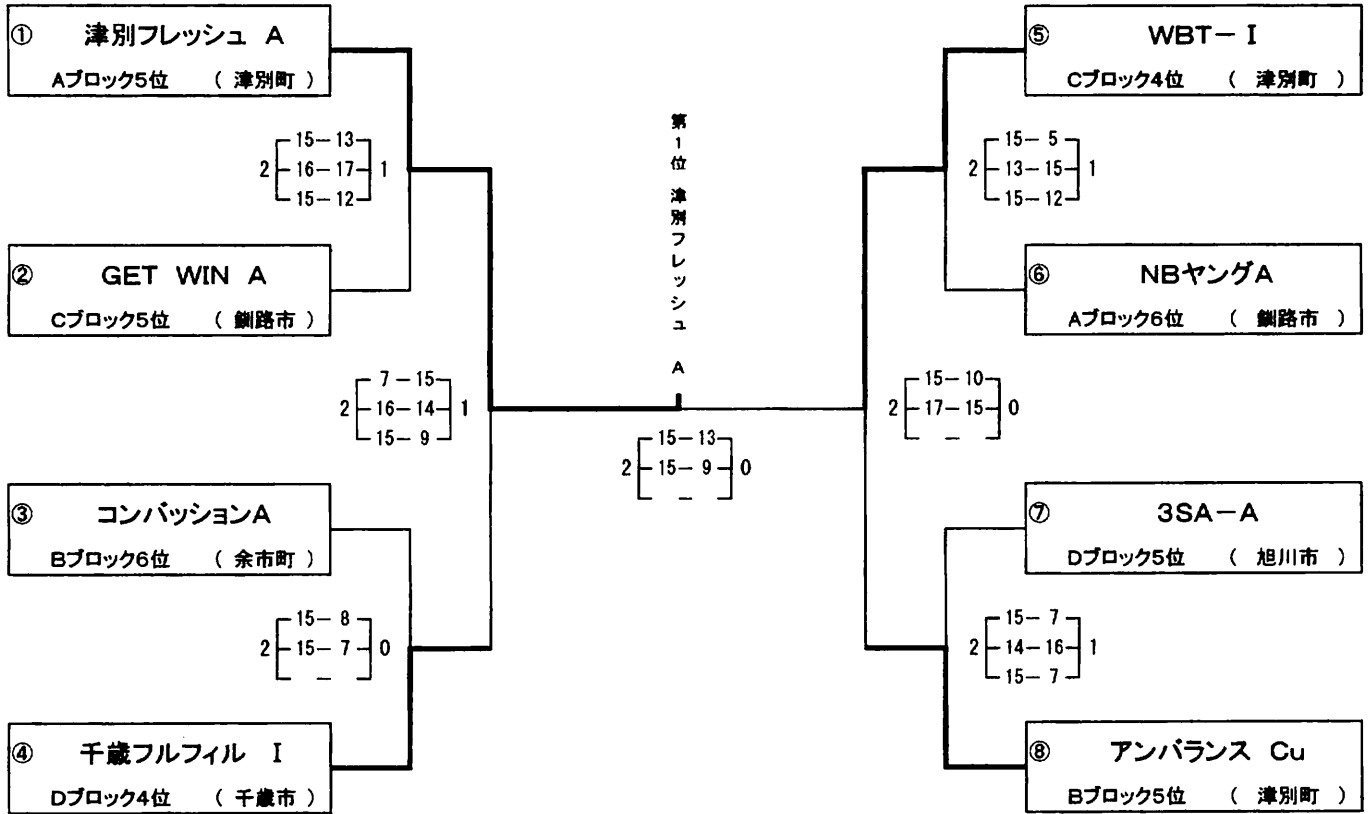 ① 津別フレッシュ A
Aブロック5位 ( 津別町 )
15－13
2 16－17 1
15－12
② GET WIN A
Cブロック5位 ( 釧路市 )
7－15
2 16－14 1
15－9
③ コンバッションA
Bブロック6位 ( 余市町 )
15－8
2 15－7 0
－
④ 千歳フルフィル I
Dブロック4位 ( 千歳市 )
第1位 津別フレッシュ A
15－13
2 15－9 0
－
⑤ WBT－I
Cブロック4位 ( 津別町 )
15－5
2 13－15 1
15－12
⑥ NBヤングA
Aブロック6位 ( 釧路市 )
15－10
2 17－15 0
－
⑦ 3SA－A
Dブロック5位 ( 旭川市 )
15－7
2 14－16 1
15－7
⑧ アンバランス Cu
Bブロック5位 ( 津別町 )